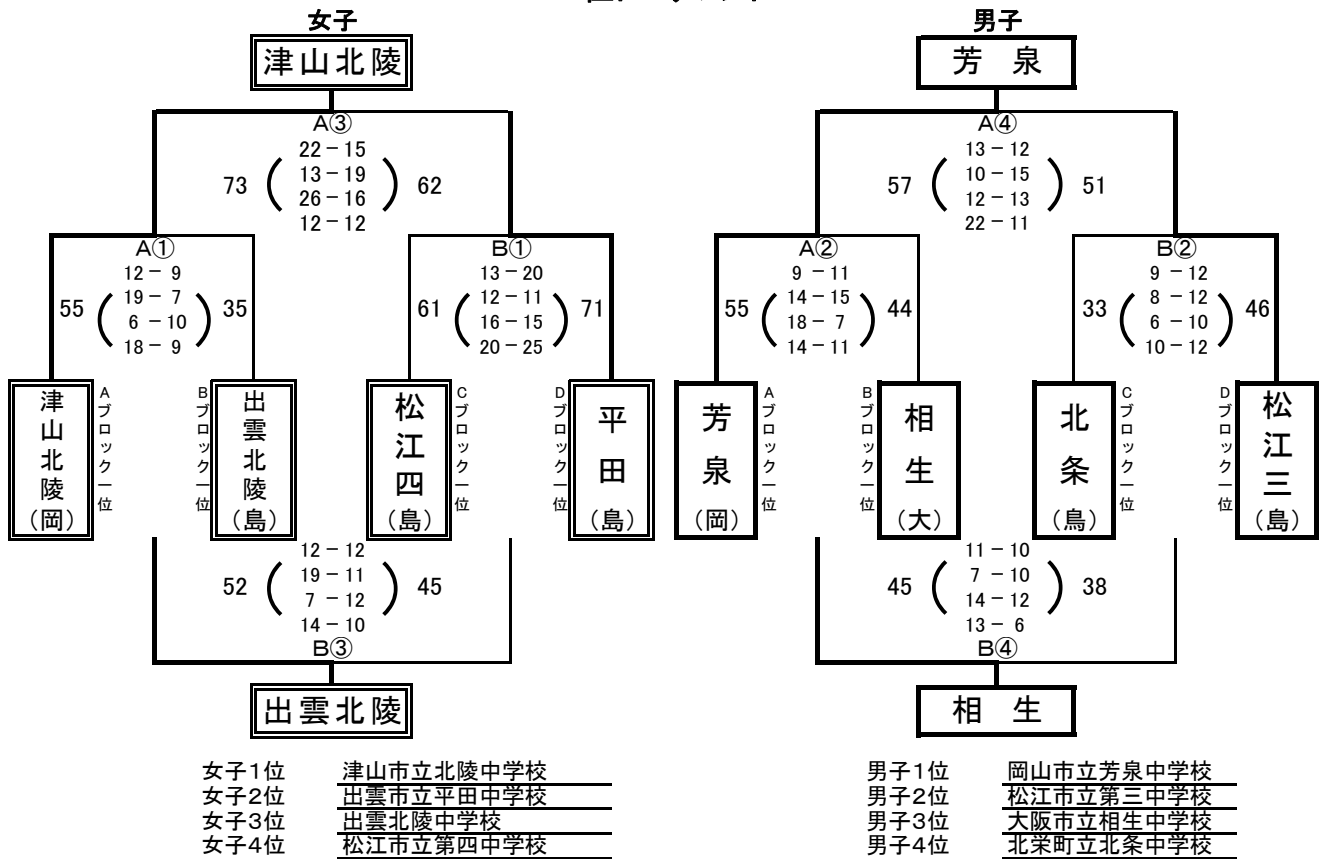 女子
津山北陵
A③
22－15
73 ( 13－19 ) 62
26－16
12－12
A①
12－9
55 ( 19－7 ) 35
6－10
18－9
B①
13－20
61 ( 12－11 ) 71
16－15
20－25
津山北陵(岡)
Aブロック一位
Bブロック一位
出雲北陵(島)
松江四(島)
Cブロック一位
Dブロック一位
平田(島)
12－12
52 ( 19－11 ) 45
7－12
14－10
B③
出雲北陵
女子1位 津山市立北陵中学校
女子2位 出雲市立平田中学校
女子3位 出雲北陵中学校
女子4位 松江市立第四中学校
男子
芳泉
A④
13－12
57 ( 10－15 ) 51
12－13
22－11
A②
9－11
55 ( 14－15 ) 44
18－7
14－11
B②
9－12
33 ( 8－12 ) 46
6－10
10－12
芳泉(岡)
Aブロック一位
Bブロック一位
相生(大)
北条(鳥)
Cブロック一位
Dブロック一位
松江三(島)
11－10
45 ( 7－10 ) 38
14－12
13－6
B④
相生
男子1位 岡山市立芳泉中学校
男子2位 松江市立第三中学校
男子3位 大阪市立相生中学校
男子4位 北栄町立北条中学校